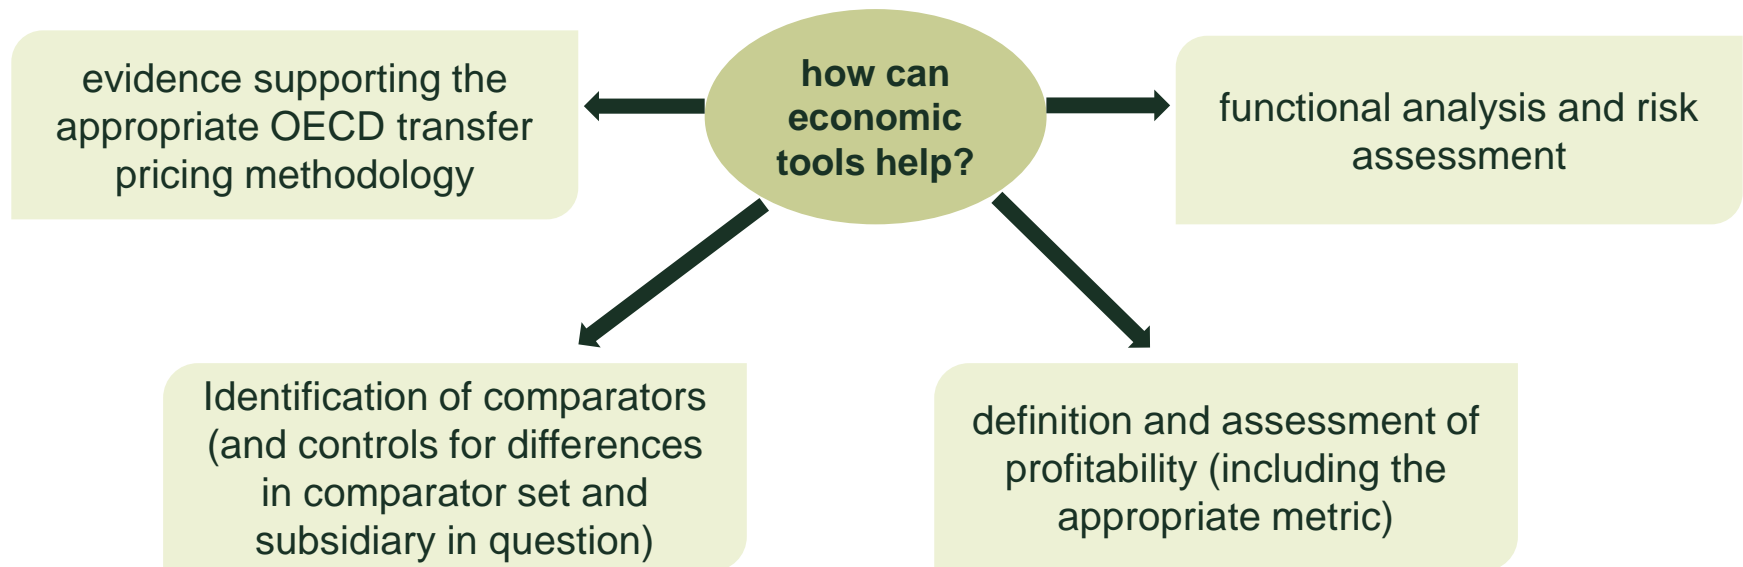 evidence supporting the
appropriate OECD transfer
pricing methodology
how can
economic
tools help?
functional analysis and risk
assessment
Identification of comparators
(and controls for differences
in comparator set and
subsidiary in question)
definition and assessment of
profitability (including the
appropriate metric)